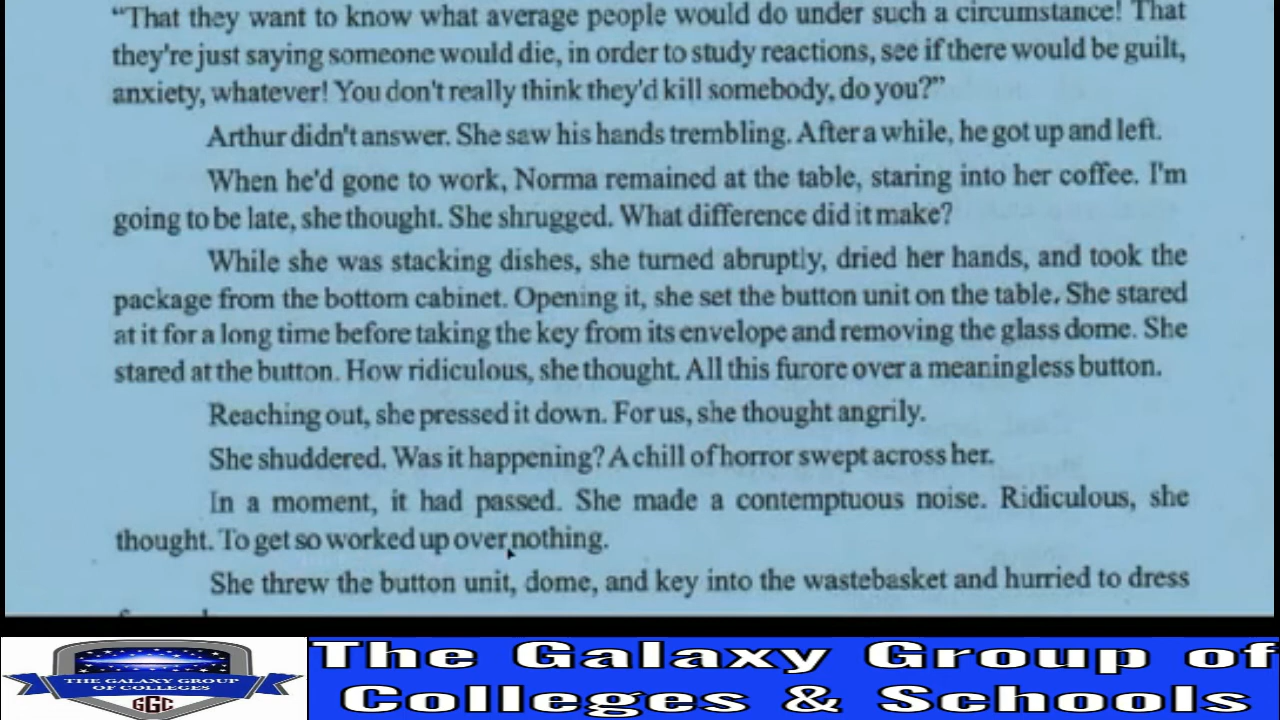 “That they want to know what average people would do under such a circumstance! That
they're just saying someone would die, in order to study reactions, see if there would be guilt,
anxiety, whatever! You don't really think they'd kill somebody, do you?”
Arthur didn't answer. She saw his hands trembling. After a while, he got up and left.
When he'd gone to work, Norma remained at the table, staring into her coffee. I'm
going to be late, she thought. She shrugged. What difference did it make?
While she was stacking dishes, she turned abruptly, dried her hands, and took the
package from the bottom cabinet. Opening it, she set the button unit on the table. She stared
at it for a long time before taking the key from its envelope and removing the glass dome. She
stared at the button. How ridiculous, she thought. All this furore over a meaningless button.
Reaching out, she pressed it down. For us, she thought angrily.
She shuddered. Was it happening? A chill of horror swept across her.
In a moment, it had passed. She made a contemptuous noise. Ridiculous, she
thought. To get so worked up over nothing.
She threw the button unit, dome, and key into the wastebasket and hurried to dress
THE GALAXY GROUP
OF COLLEGES
GGC
The Galaxy Group of
Colleges & Schools